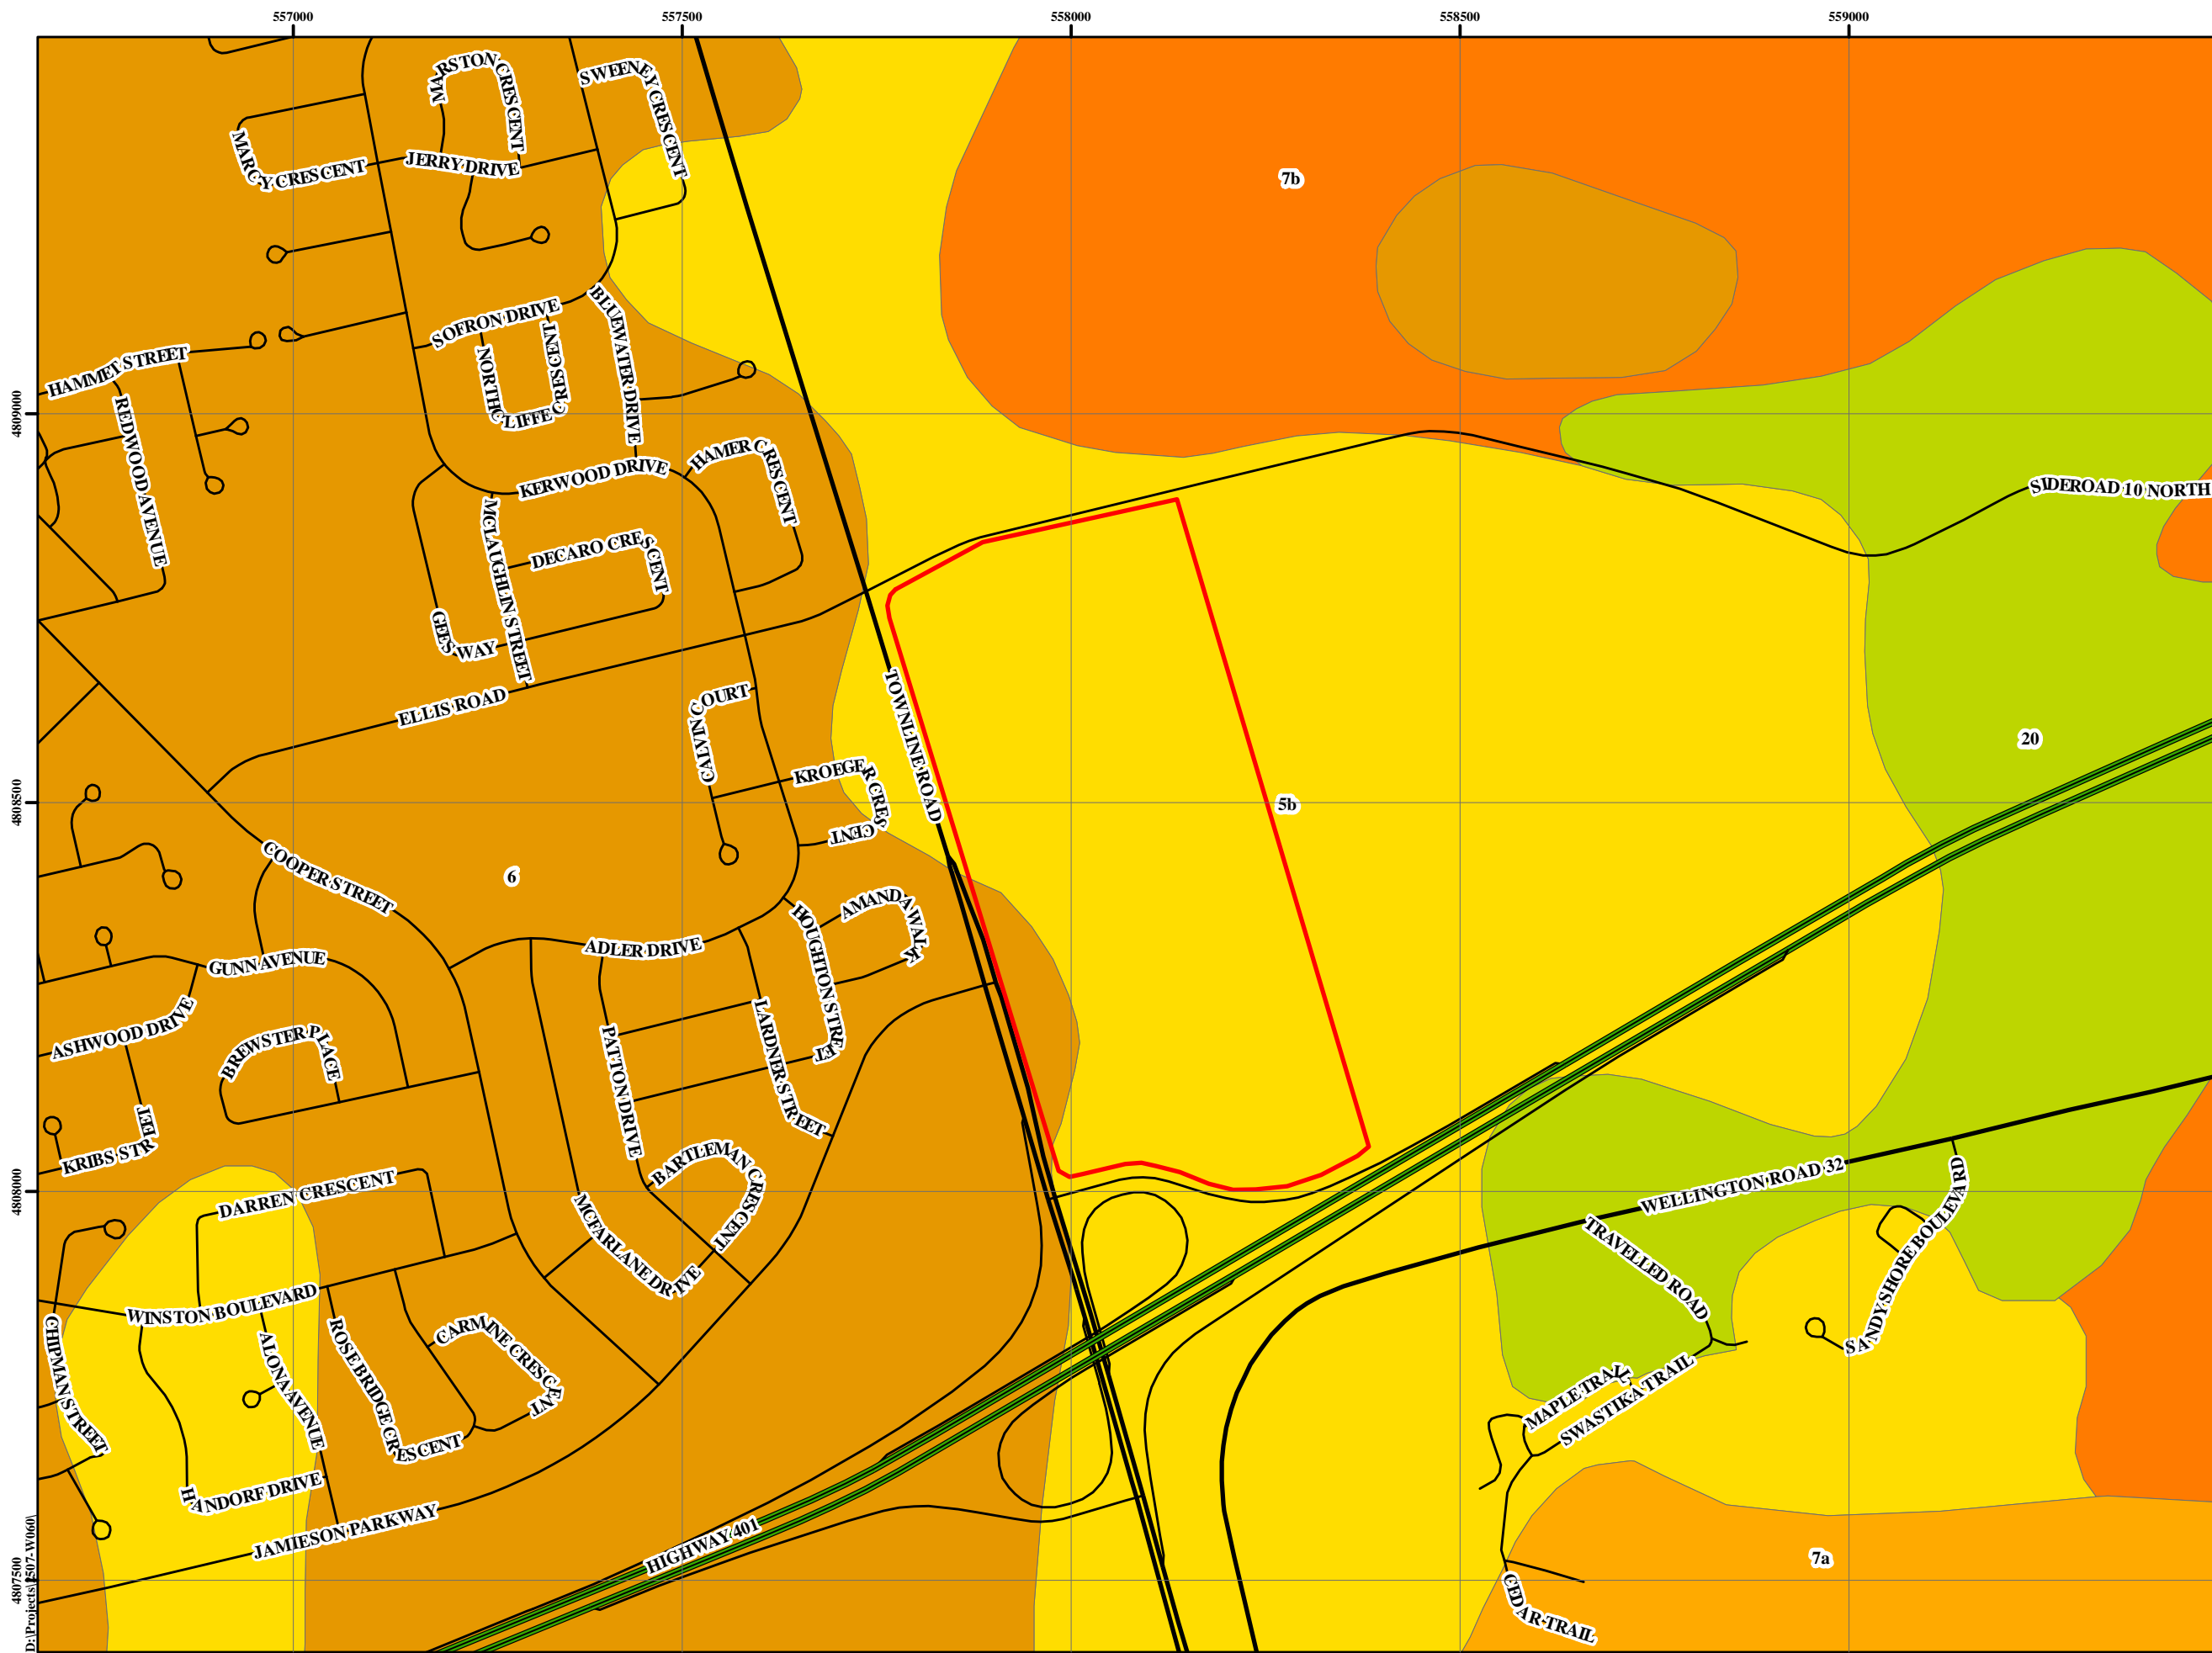 557000
557500
558000
558500
559000
4809000
4808500
4808000
4807500
D:\Projects\2507-W060\
MARSTON CRESCENT
SWEENEY CRESCENT
MARCY CRESCENT
JERRY DRIVE
7b
SOFRON DRIVE
BLUEWATER DRIVE
NORTHCLIFFE CRESCENT
HAMMET STREET
REDWOOD AVENUE
KERWOOD DRIVE
HAMER CRESCENT
SIDEROAD 10 NORTH
MCLAUGHLIN STREET
DECARO CRESCENT
GEES WAY
ELLIS ROAD
CALVIN COURT
TOWNLINE ROAD
20
KROEGER CRESCENT
5b
COOPER STREET
6
AMANDA WALK
HOUGHTON STREET
ADLER DRIVE
GUNN AVENUE
ASHWOOD DRIVE
BREWSTER PLACE
LARDNER STREET
PATTON DRIVE
KRIBS STREET
BARTLEMAN CRESCENT
DARREN CRESCENT
MCFARLANE DRIVE
WELLINGTON ROAD 32
TRAVELLED ROAD
SANDY SHORE BOULEVARD
WINSTON BOULEVARD
CHIPMAN STREET
ALONA AVENUE
ROSEBRIDGE CRESCENT
CARMINE CRESCENT
MAPLE TRAIL
SWASTIKA TRAIL
HANDORF DRIVE
JAMIESON PARKWAY
HIGHWAY 401
7a
CEDAR TRAIL